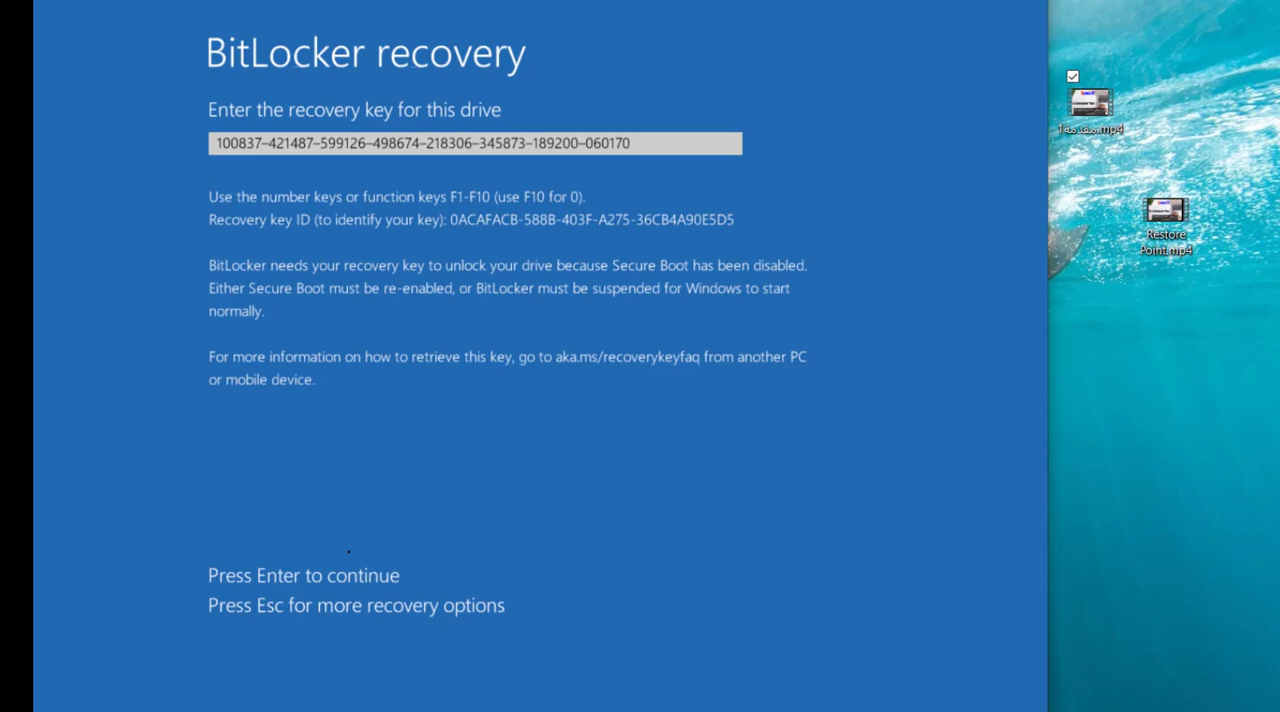 BitLocker recovery
Enter the recovery key for this drive
100837–421487–599126–498674–218306–345873–189200–060170
Use the number keys or function keys F1-F10 (use F10 for 0).
Recovery key ID (to identify your key): 0ACAFACB-588B-403F-A275-36CB4A90E5D5
BitLocker needs your recovery key to unlock your drive because Secure Boot has been disabled.
Either Secure Boot must be re-enabled, or BitLocker must be suspended for Windows to start
normally.
For more information on how to retrieve this key, go to aka.ms/recoverykeyfaq from another PC
or mobile device.
Press Enter to continue
Press Esc for more recovery options
مقدمة1.mp4
Restore
Point.mp4